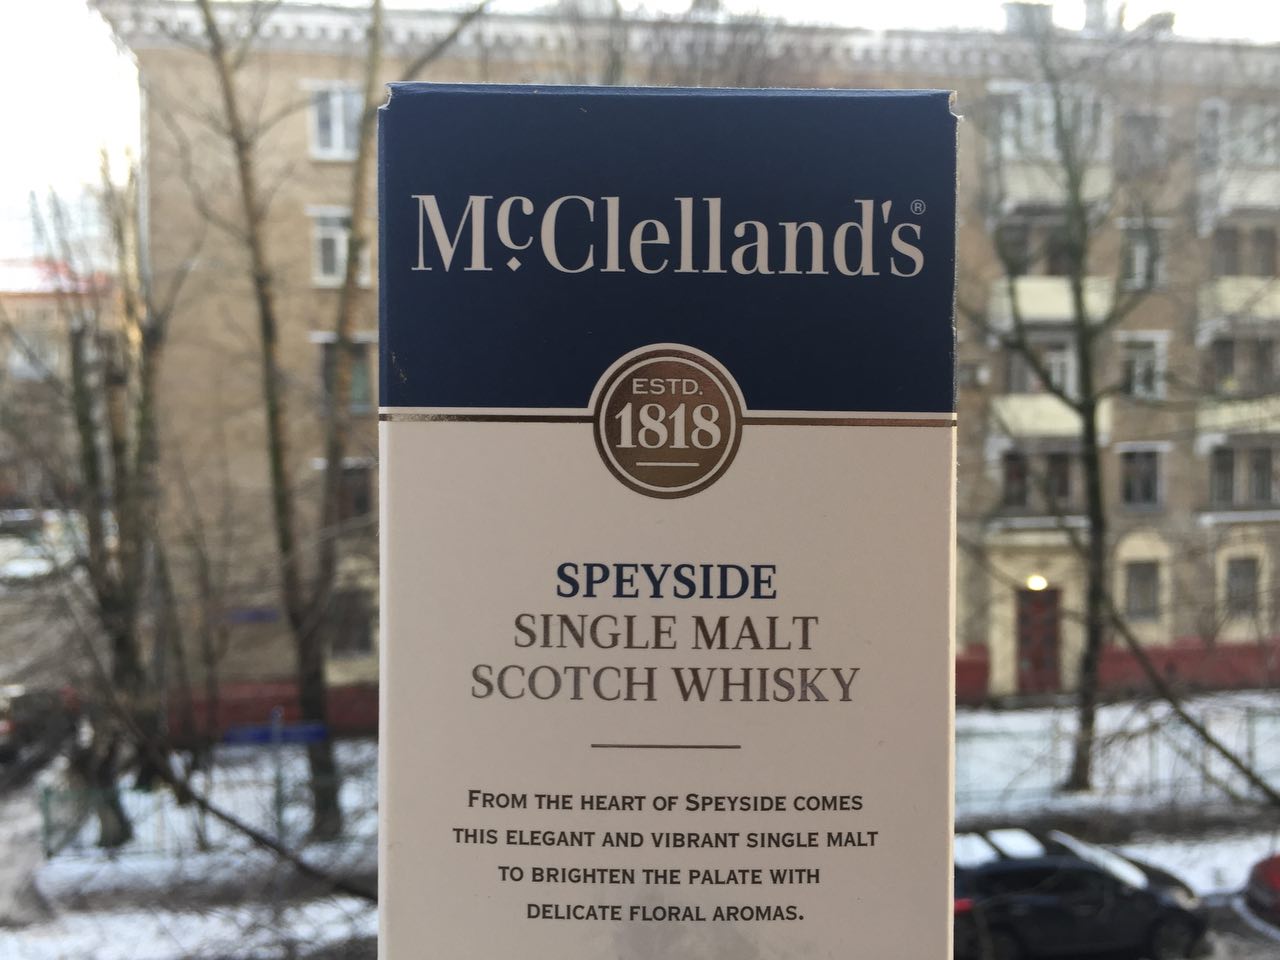 McClelland's®
ESTD.
1818
SPEYSIDE
SINGLE MALT
SCOTCH WHISKY
FROM THE HEART OF SPEYSIDE COMES
THIS ELEGANT AND VIBRANT SINGLE MALT
TO BRIGHTEN THE PALATE WITH
DELICATE FLORAL AROMAS.